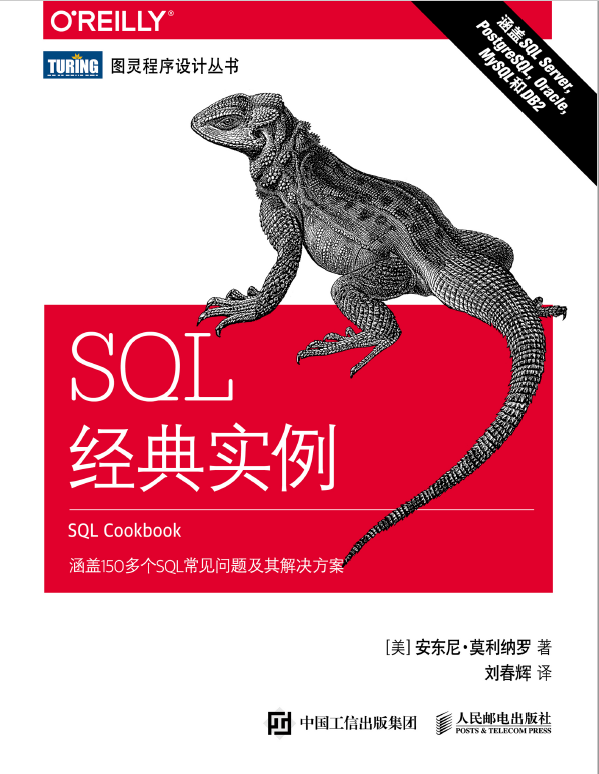 O'REILLY®
涵盖SQL Server,
PostgreSQL, Oracle,
MySQL和DB2
TURING 图灵程序设计丛书
SQL
经典实例
SQL Cookbook
涵盖150多个SQL常见问题及其解决方案
[美] 安东尼·莫利纳罗 著
刘春辉 译
中国工信出版集团
人民邮电出版社
POSTS & TELECOM PRESS